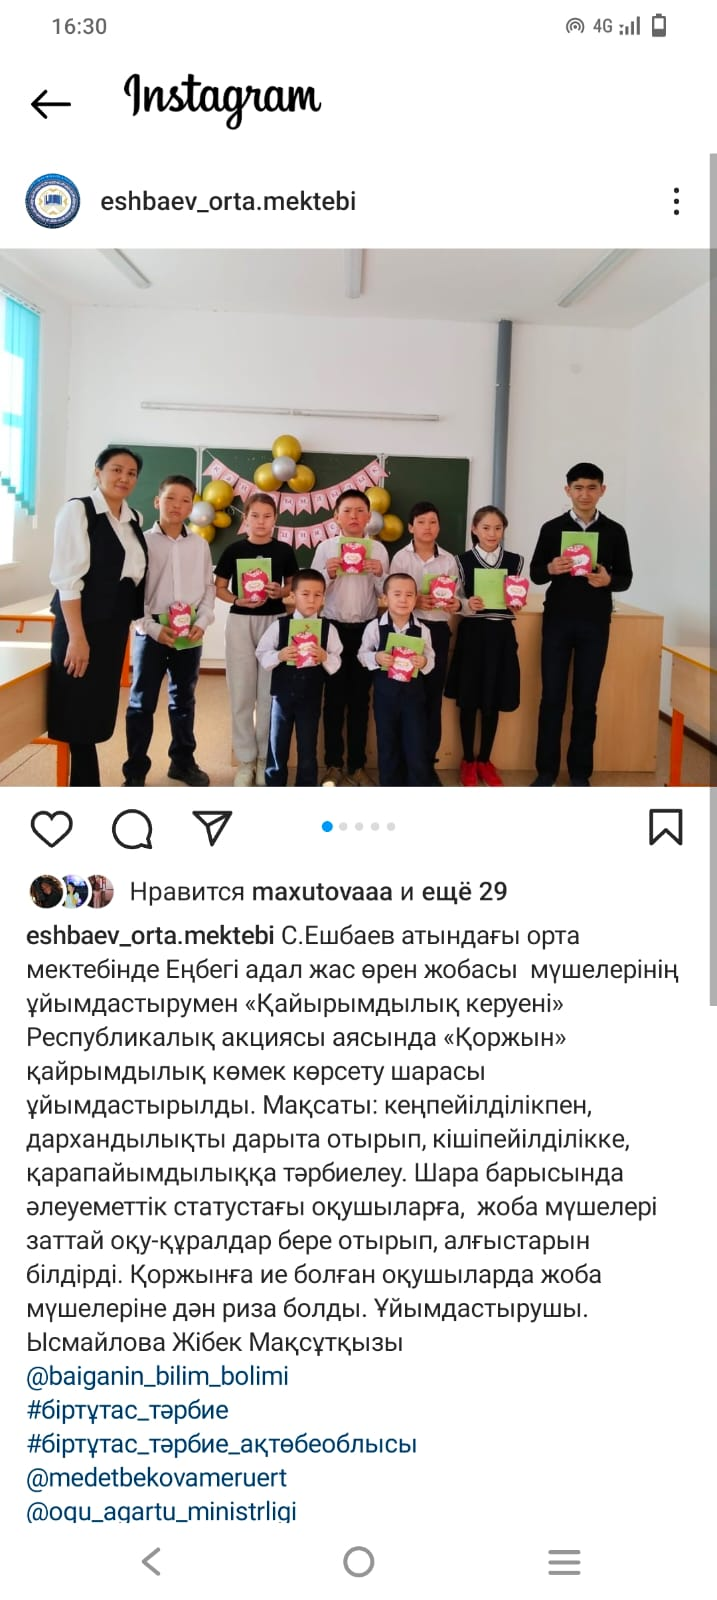 16:30
4G
Instagram
eshbaev_orta.mektebi
Нравится maxutovaaa и ещё 29
eshbaev_orta.mektebi С.Ешбаев атындағы орта
мектебінде Еңбегі адал жас өрен жобасы мүшелерінің
ұйымдастырумен «Қайырымдылық керуені»
Республикалық акциясы аясында «Қоржын»
қайрымдылық көмек көрсету шарасы
ұйымдастырылды. Мақсаты: кеңпейілділікпен,
дархандылықты дарыта отырып, кішіпейілділікке,
қарапайымдылыққа тәрбиелеу. Шара барысында
әлеуеметтік статустағы оқушыларға, жоба мүшелері
заттай оқу-құралдар бере отырып, алғыстарын
білдірді. Қоржынға ие болған оқушыларда жоба
мүшелеріне дән риза болды. Ұйымдастырушы.
Ысмайлова Жібек Мақсұтқызы
@baiganin_bilim_bolimi
#біртұтас_тәрбие
#біртұтас_тәрбие_ақтөбеоблысы
@medetbekovameruert
@oqu_agartu_ministrligi